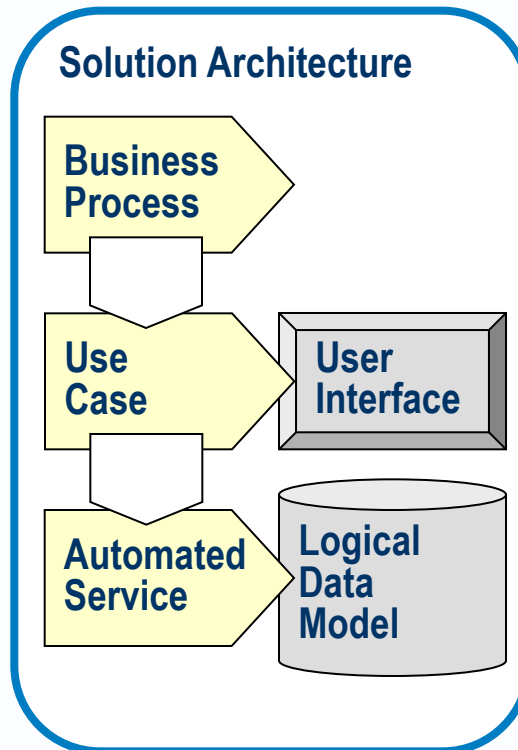 Solution Architecture
Business
Process
Use
Case
User
Interface
Automated
Service
Logical
Data
Model